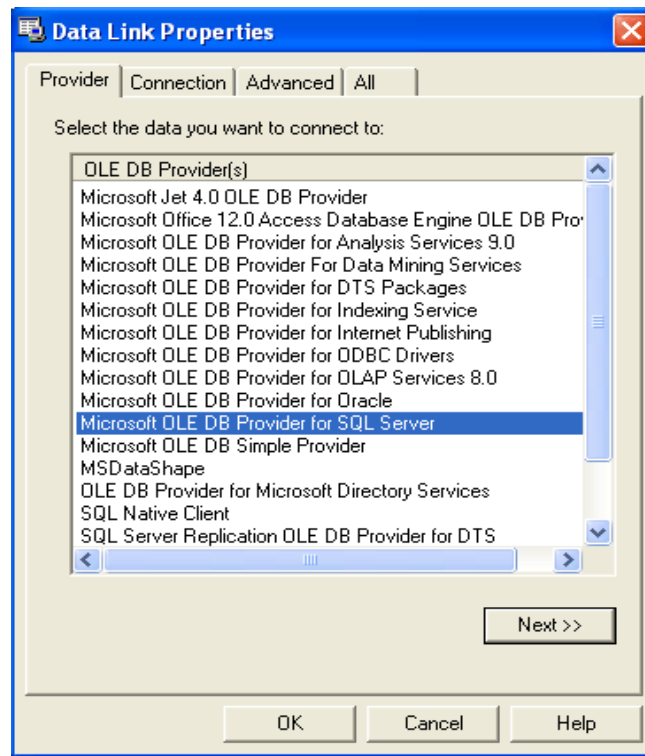 Data Link Properties
Provider Connection Advanced All
Select the data you want to connect to:
OLE DB Provider(s)
Microsoft Jet 4.0 OLE DB Provider
Microsoft Office 12.0 Access Database Engine OLE DB Pro
Microsoft OLE DB Provider for Analysis Services 9.0
Microsoft OLE DB Provider For Data Mining Services
Microsoft OLE DB Provider for DTS Packages
Microsoft OLE DB Provider for Indexing Service
Microsoft OLE DB Provider for Internet Publishing
Microsoft OLE DB Provider for ODBC Drivers
Microsoft OLE DB Provider for OLAP Services 8.0
Microsoft OLE DB Provider for Oracle
Microsoft OLE DB Provider for SQL Server
Microsoft OLE DB Simple Provider
MSDataShape
OLE DB Provider for Microsoft Directory Services
SQL Native Client
SQL Server Replication OLE DB Provider for DTS
Next >>
OK Cancel Help